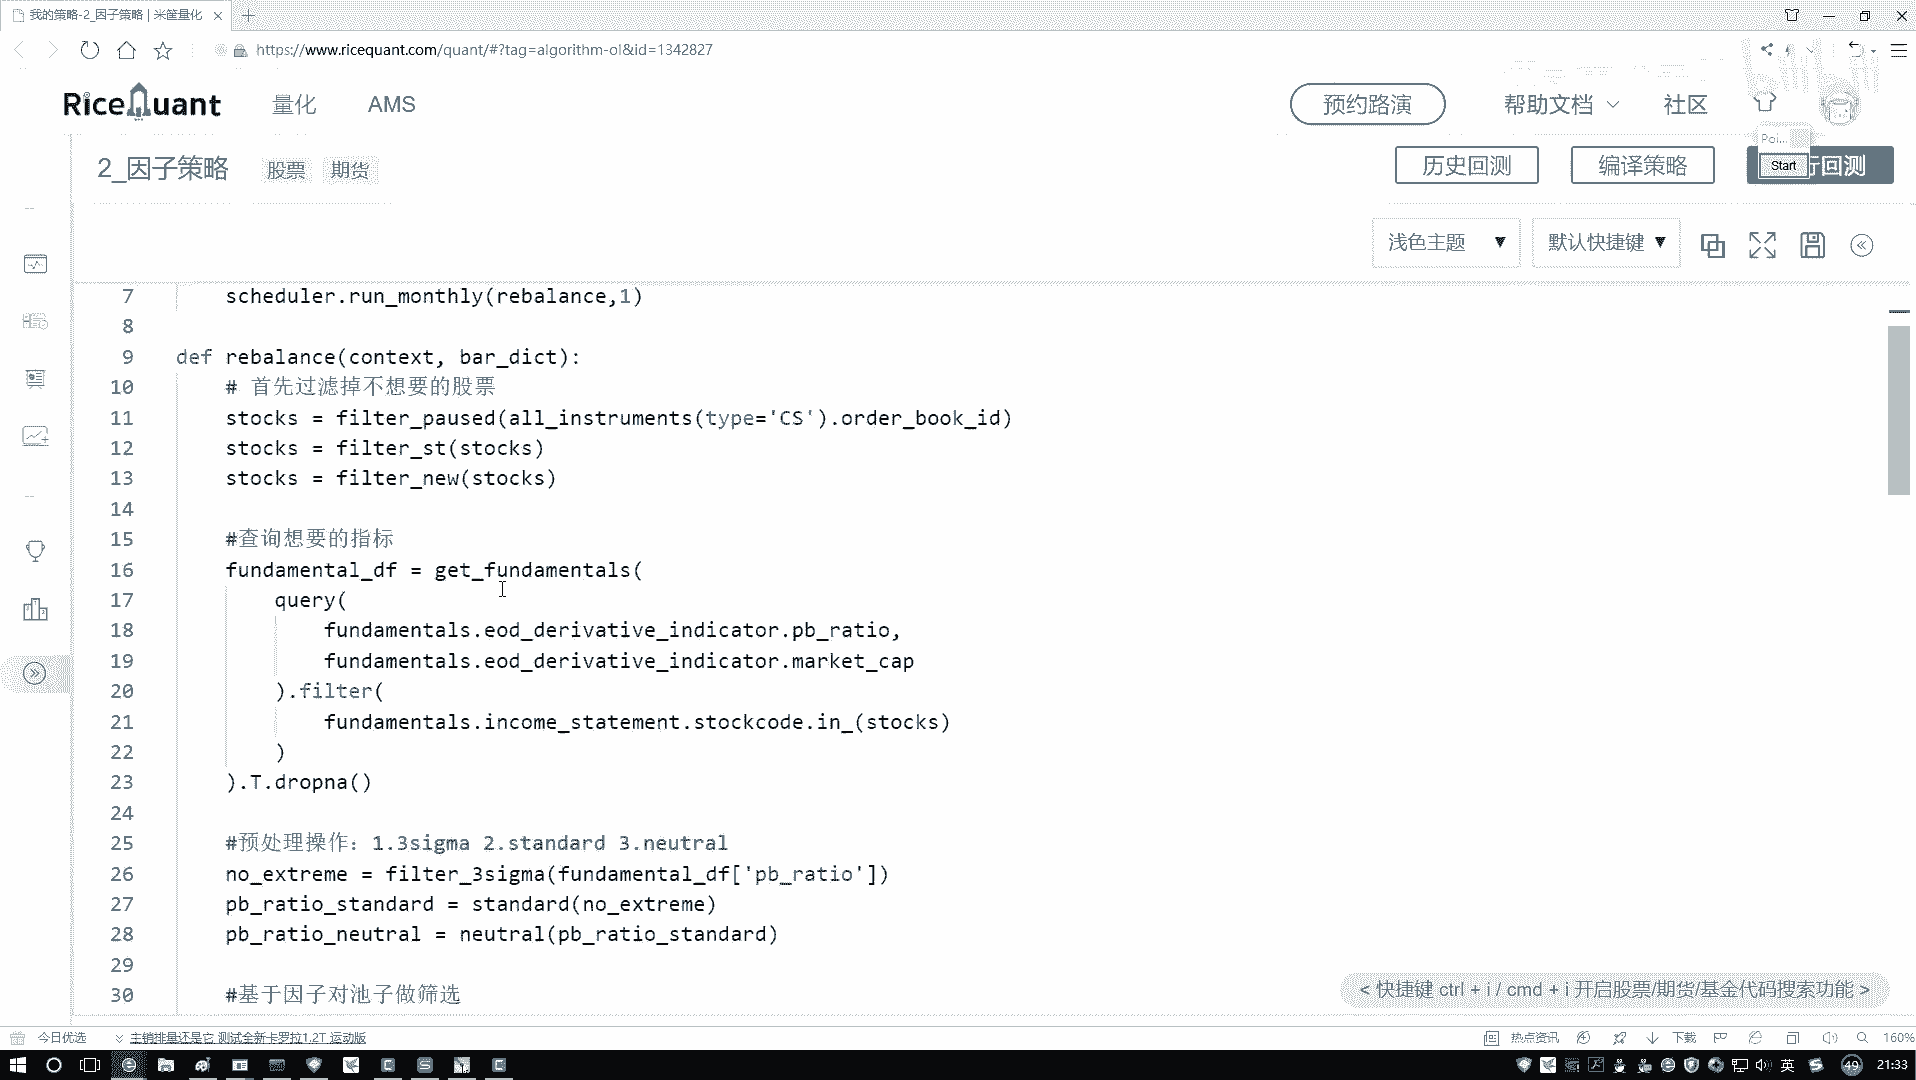 我的策略-2_因子策略 | 米筐量化
https://www.ricequant.com/quant/#?tag=algorithm-ol&id=1342827
RiceQuant 量化 AMS 预约路演 帮助文档 社区
Poi...
2_因子策略 股票 期货 历史回测 编译策略 Start 行回测
浅色主题 默认快捷键
7 scheduler.run_monthly(rebalance,1)
8
9 def rebalance(context, bar_dict):
10 # 首先过滤掉不想要的股票
11 stocks = filter_paused(all_instruments(type='CS').order_book_id)
12 stocks = filter_st(stocks)
13 stocks = filter_new(stocks)
14
15 #查询想要的指标
16 fundamental_df = get_fundamentals(
17 query(
18 fundamentals.eod_derivative_indicator.pb_ratio,
19 fundamentals.eod_derivative_indicator.market_cap
20 ).filter(
21 fundamentals.income_statement.stockcode.in_(stocks)
22 )
23 ).T.dropna()
24
25 #预处理操作：1.3sigma 2.standard 3.neutral
26 no_extreme = filter_3sigma(fundamental_df['pb_ratio'])
27 pb_ratio_standard = standard(no_extreme)
28 pb_ratio_neutral = neutral(pb_ratio_standard)
29
30 #基于因子对池子做筛选
< 快捷键 ctrl + i / cmd + i 开启股票/期货/基金代码搜索功能 >
今日优选 主销排量还是它 测试全新卡罗拉1.2T 运动版 热点资讯 下载 160%
英 49 21:33